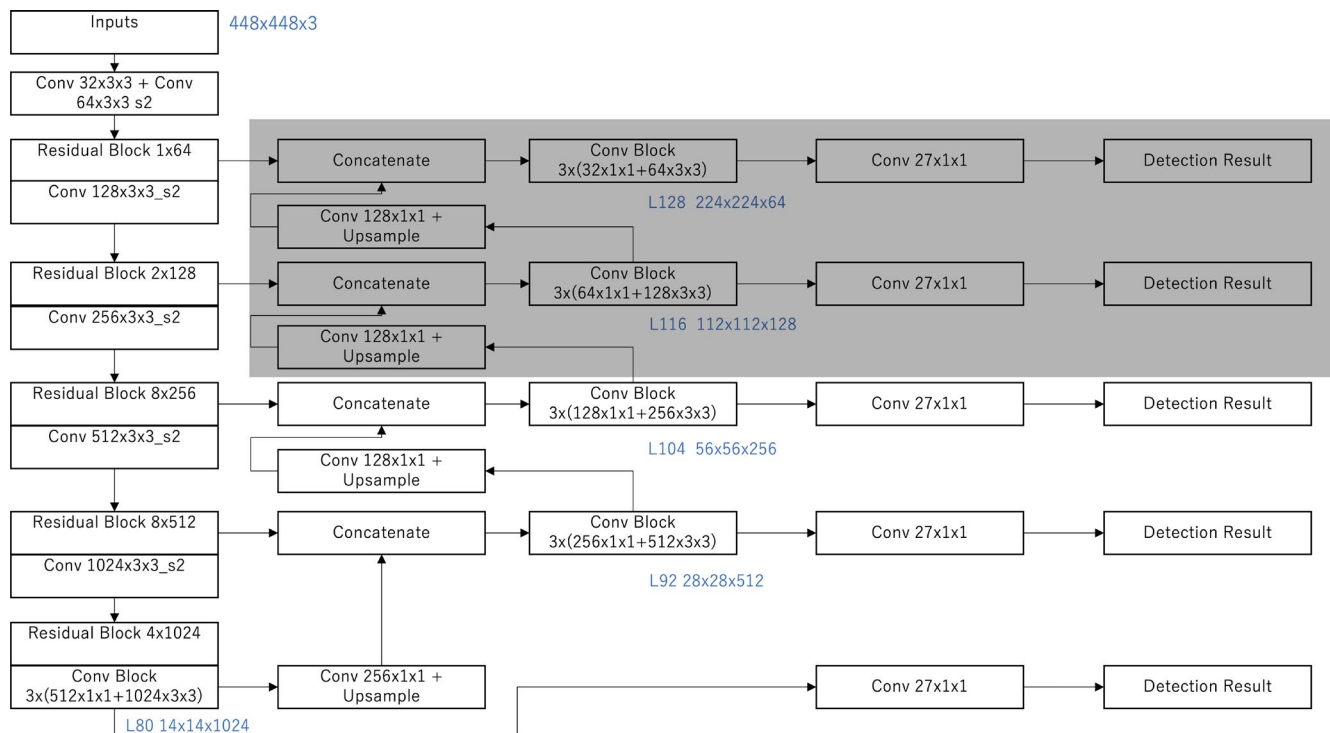 Inputs
448x448x3
Conv 32x3x3 + Conv
64x3x3 s2
Residual Block 1x64
Conv 128x3x3_s2
Concatenate
Conv Block
3x(32x1x1+64x3x3)
Conv 27x1x1
Detection Result
L128 224x224x64
Conv 128x1x1 +
Upsample
Residual Block 2x128
Conv 256x3x3_s2
Concatenate
Conv Block
3x(64x1x1+128x3x3)
Conv 27x1x1
Detection Result
L116 112x112x128
Conv 128x1x1 +
Upsample
Residual Block 8x256
Conv 512x3x3_s2
Concatenate
Conv Block
3x(128x1x1+256x3x3)
Conv 27x1x1
Detection Result
L104 56x56x256
Conv 128x1x1 +
Upsample
Residual Block 8x512
Conv 1024x3x3_s2
Concatenate
Conv Block
3x(256x1x1+512x3x3)
Conv 27x1x1
Detection Result
L92 28x28x512
Residual Block 4x1024
Conv Block
3x(512x1x1+1024x3x3)
Conv 256x1x1 +
Upsample
Conv 27x1x1
Detection Result
L80 14x14x1024